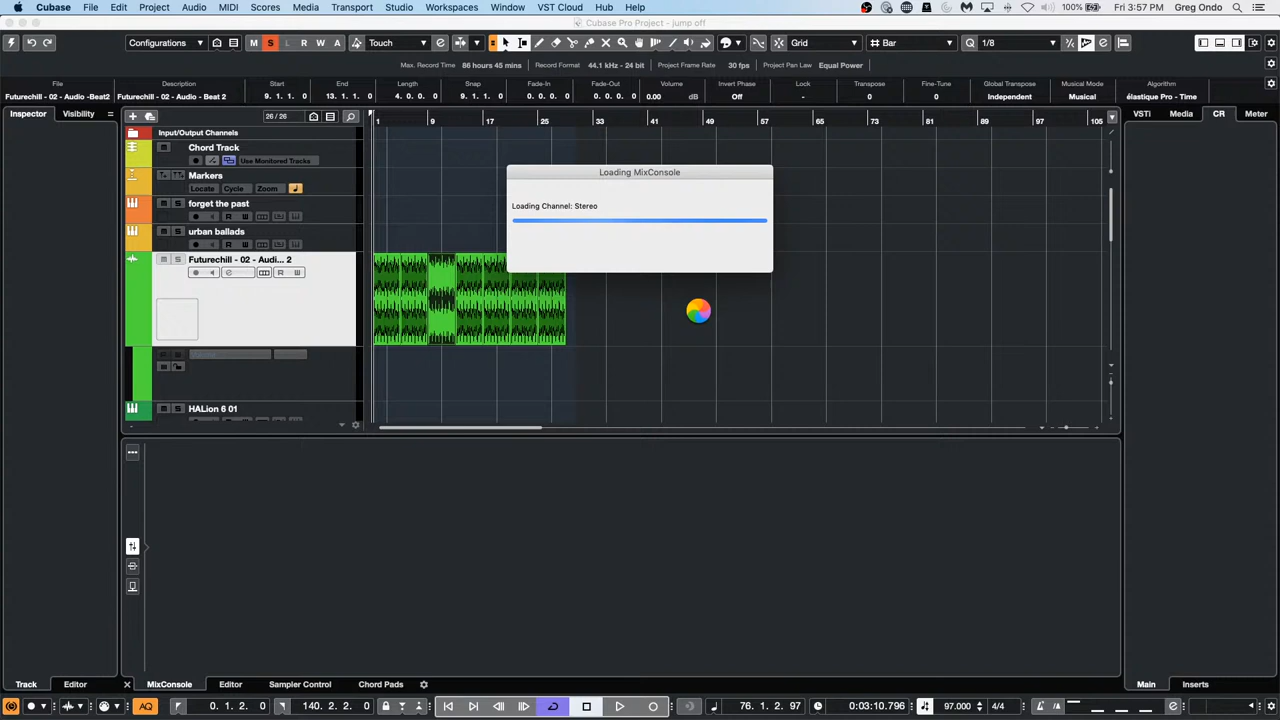 Cubase File Edit Project Audio MIDI Scores Media Transport Studio Workspaces Window VST Cloud Hub Help 100% Fri 3:57 PM Greg Ondo
Cubase Pro Project - jump off
Configurations M S L R W A Touch Grid Bar Q 1/8
Max. Record Time 86 hours 45 mins Record Format 44.1 kHz - 24 bit Project Frame Rate 30 fps Project Pan Law Equal Power
File Description Start End Length Snap Fade-In Fade-Out Volume Invert Phase Lock Transpose Fine-Tune Global Transpose Musical Mode Algorithm
Futurechill - 02 - Audio -Beat2 Futurechill - 02 - Audio - Beat 2 9. 1. 1. 0 13. 1. 1. 0 4. 0. 0. 0 9. 1. 1. 0 0. 0. 0. 0 0. 0. 0. 0 0.00 dB Off 0 0 Independent Musical élastique Pro - Time
Inspector Visibility 26 / 26 1 9 17 25 33 41 49 57 65 73 81 89 97 105 VSTi Media CR Meter
Input/Output Channels
Chord Track
Use Monitored Tracks
Markers
Locate Cycle Zoom
forget the past
R W
urban ballads
R W
Futurechill - 02 - Audi... 2
R W
Volume
HALion 6 01
Loading MixConsole
Loading Channel: Stereo
Track Editor MixConsole Editor Sampler Control Chord Pads Main Inserts
AQ 0. 1. 2. 0 140. 2. 2. 0 76. 2. 2. 97 0:03:10.796 97.000 4/4